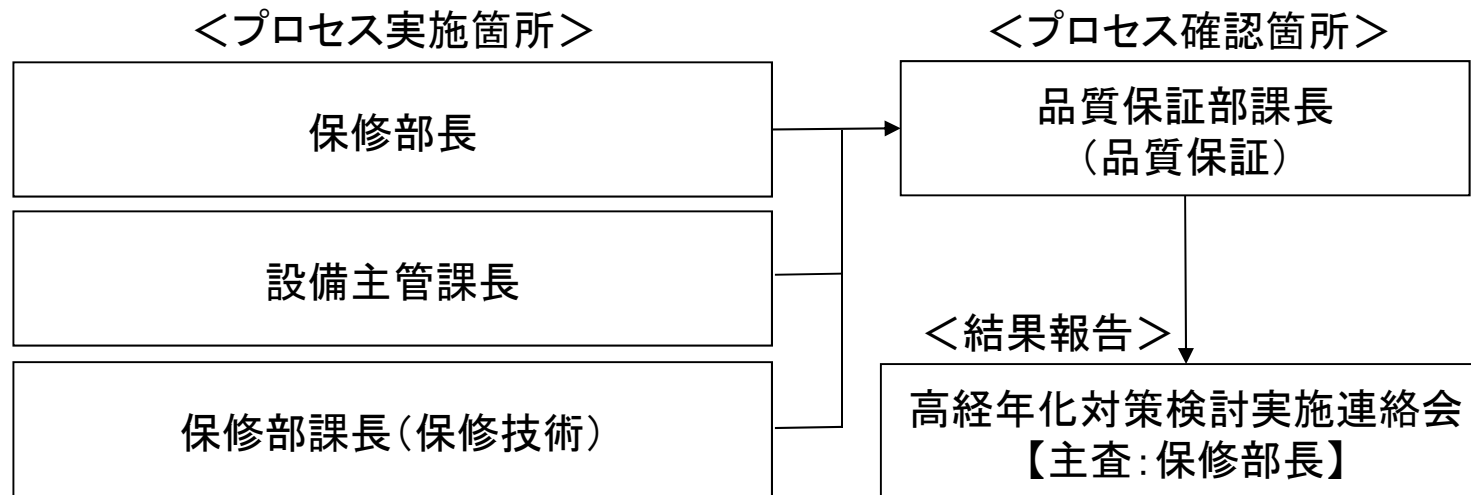 ＜プロセス実施箇所＞
保修部長
設備主管課長
保修部課長（保修技術）
＜プロセス確認箇所＞
品質保証部課長
（品質保証）
＜結果報告＞
高経年化対策検討実施連絡会
【主査：保修部長】